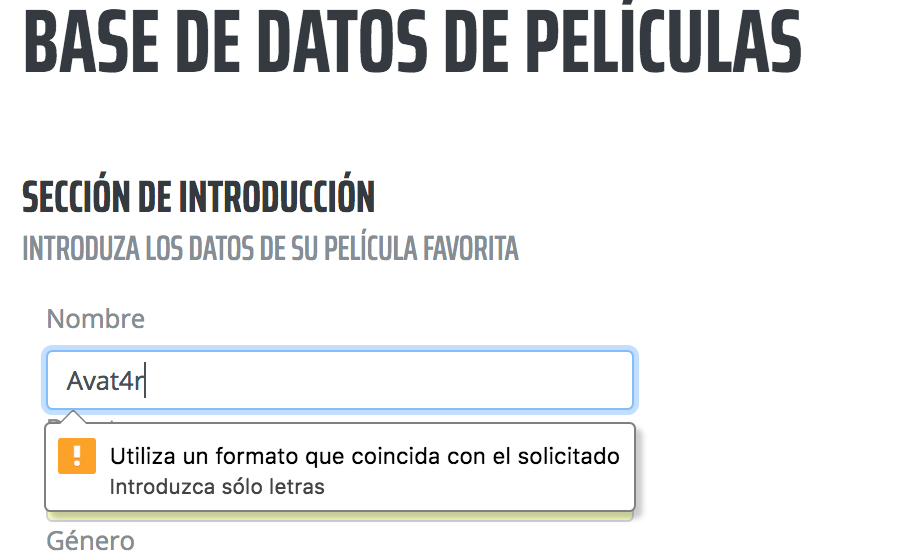 BASE DE DATOS DE PELÍCULAS
SECCIÓN DE INTRODUCCIÓN
INTRODUZA LOS DATOS DE SU PELÍCULA FAVORITA
Nombre
Avat4r
Utiliza un formato que coincida con el solicitado
Introduzca sólo letras
Género